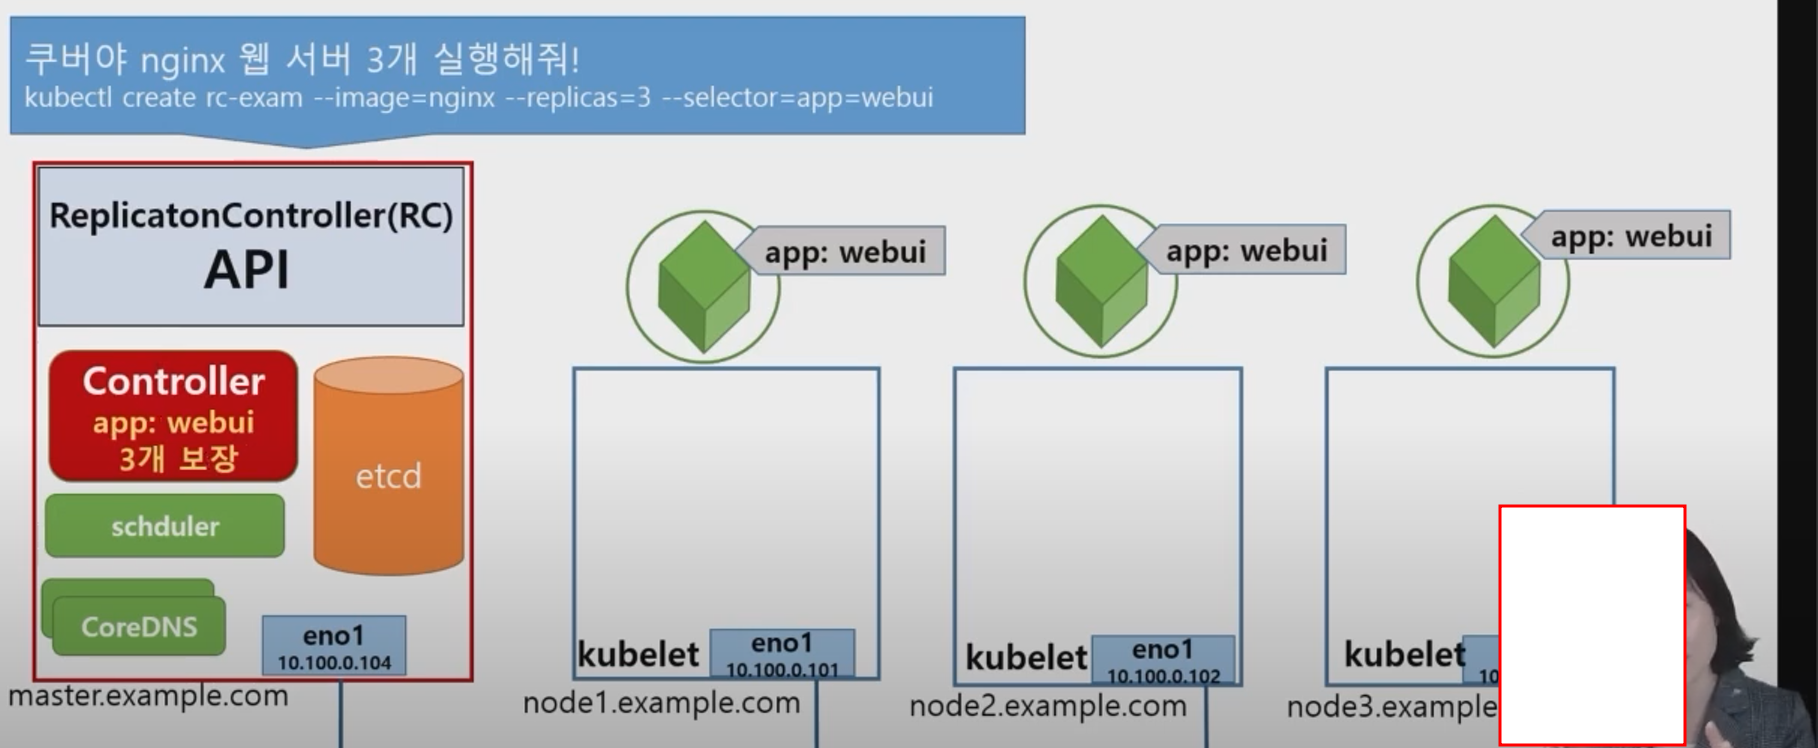 쿠버야 nginx 웹 서버 3개 실행해줘!
kubectl create rc-exam --image=nginx --replicas=3 --selector=app=webui
ReplicatonController(RC)
API
Controller
app: webui
3개 보장
schduler
CoreDNS
etcd
eno1
10.100.0.104
master.example.com
app: webui
kubelet
eno1
10.100.0.101
node1.example.com
app: webui
kubelet
eno1
10.100.0.102
node2.example.com
app: webui
kubelet
10
node3.example